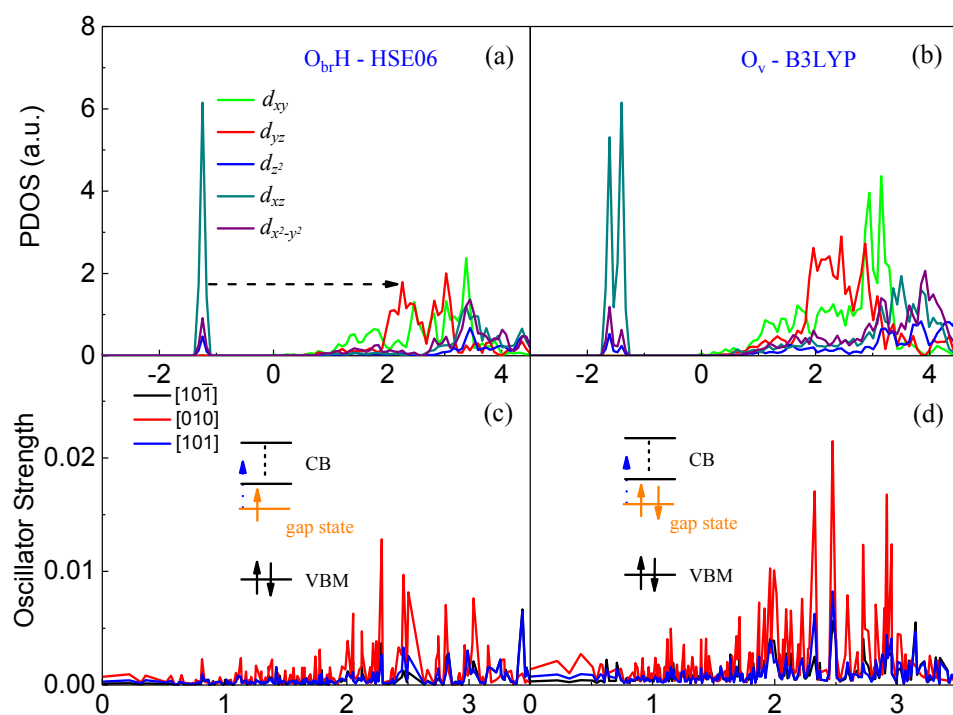 8
6
4
2
0
PDOS (a.u.)
O_brH - HSE06
(a)
d_xy
d_yz
d_z²
d_xz
d_x²-y²
-2
0
2
4
O_v - B3LYP
(b)
-2
0
2
4
[101̄]
[010]
[101]
(c)
CB
gap state
VBM
0.02
0.01
0.00
Oscillator Strength
0
1
2
3
(d)
CB
gap state
VBM
0
1
2
3